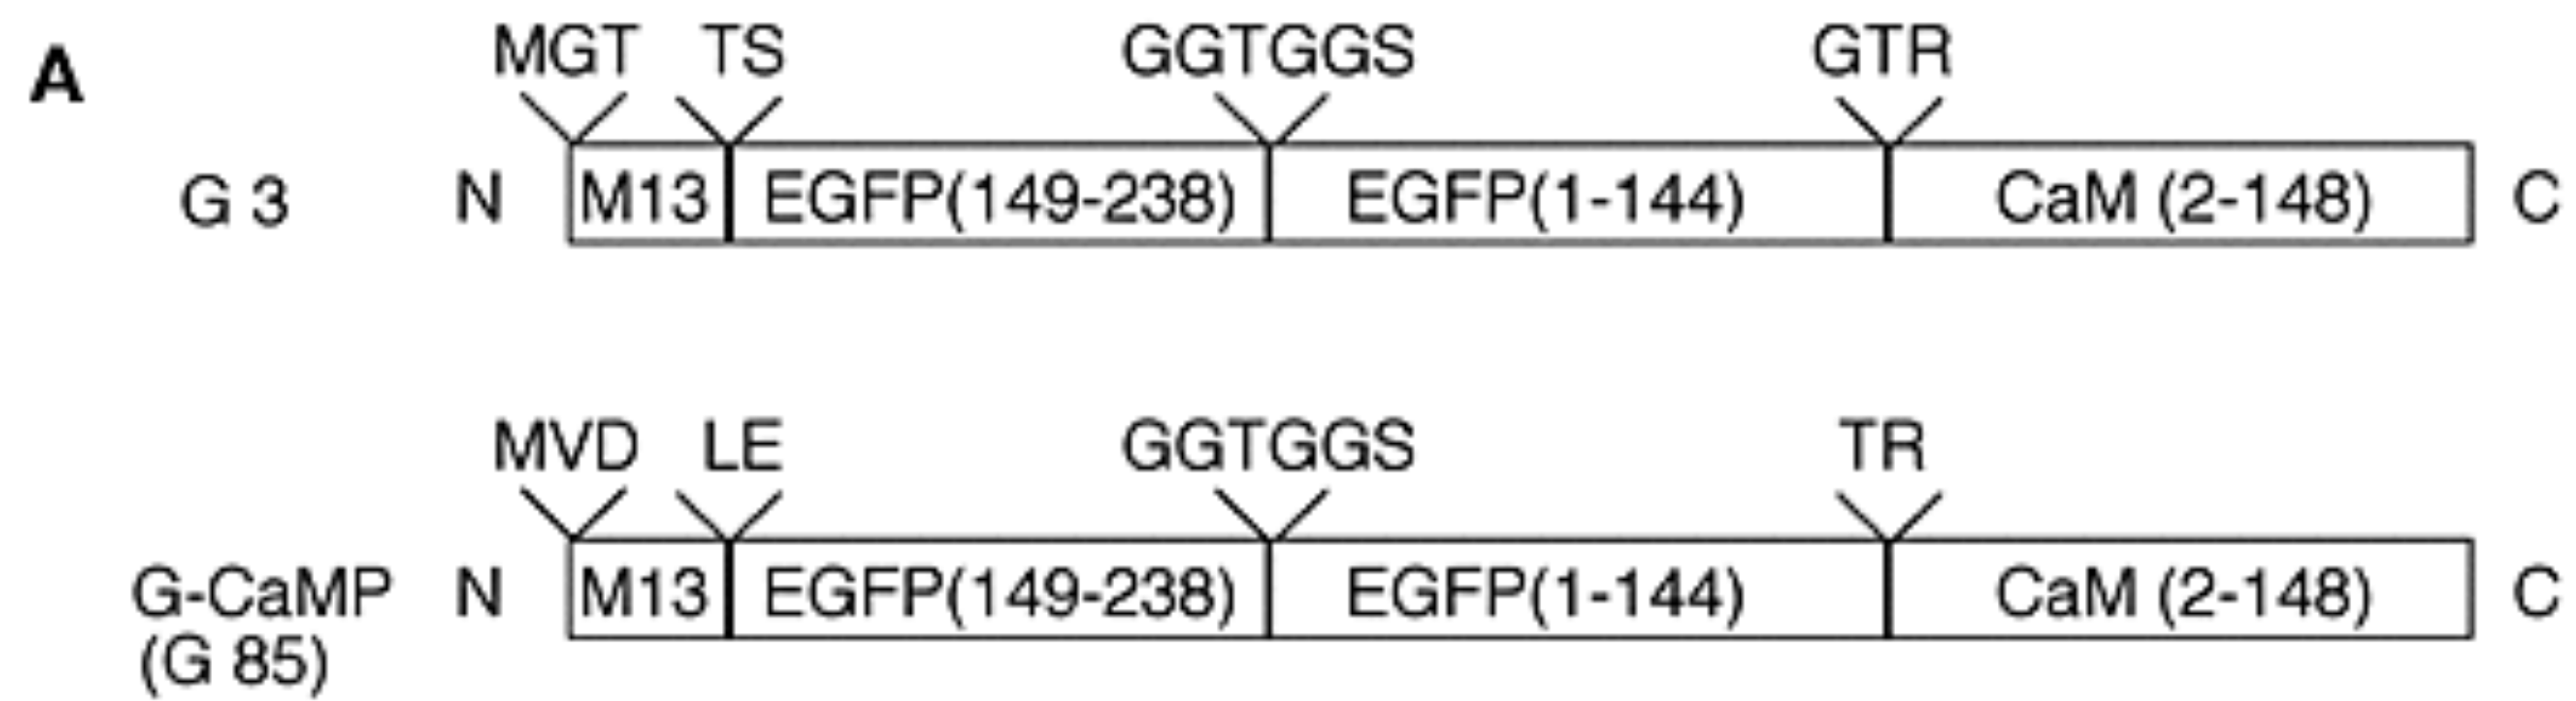 A
MGT TS GGTGGS GTR
G 3 N M13 EGFP(149-238) EGFP(1-144) CaM (2-148) C
MVD LE GGTGGS TR
G-CaMP N M13 EGFP(149-238) EGFP(1-144) CaM (2-148) C
(G 85)